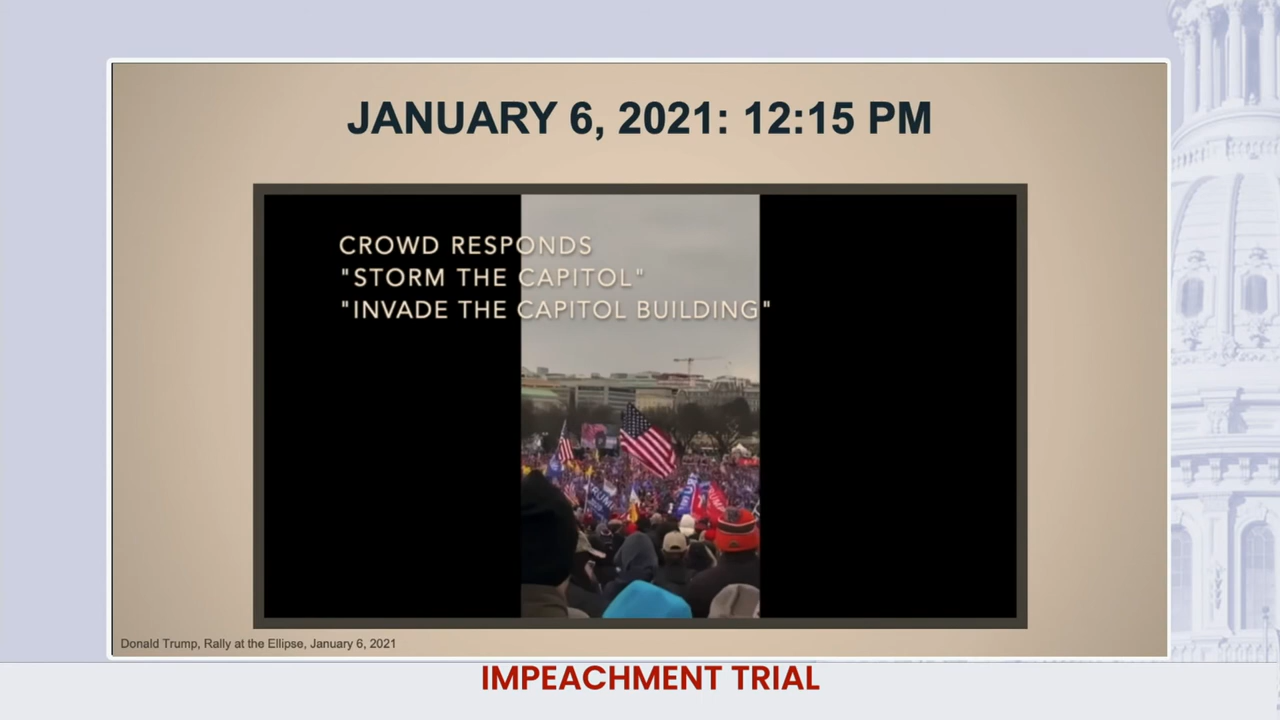 JANUARY 6, 2021: 12:15 PM
CROWD RESPONDS
"STORM THE CAPITOL"
"INVADE THE CAPITOL BUILDING"
TRUMP
Donald Trump, Rally at the Ellipse, January 6, 2021
IMPEACHMENT TRIAL